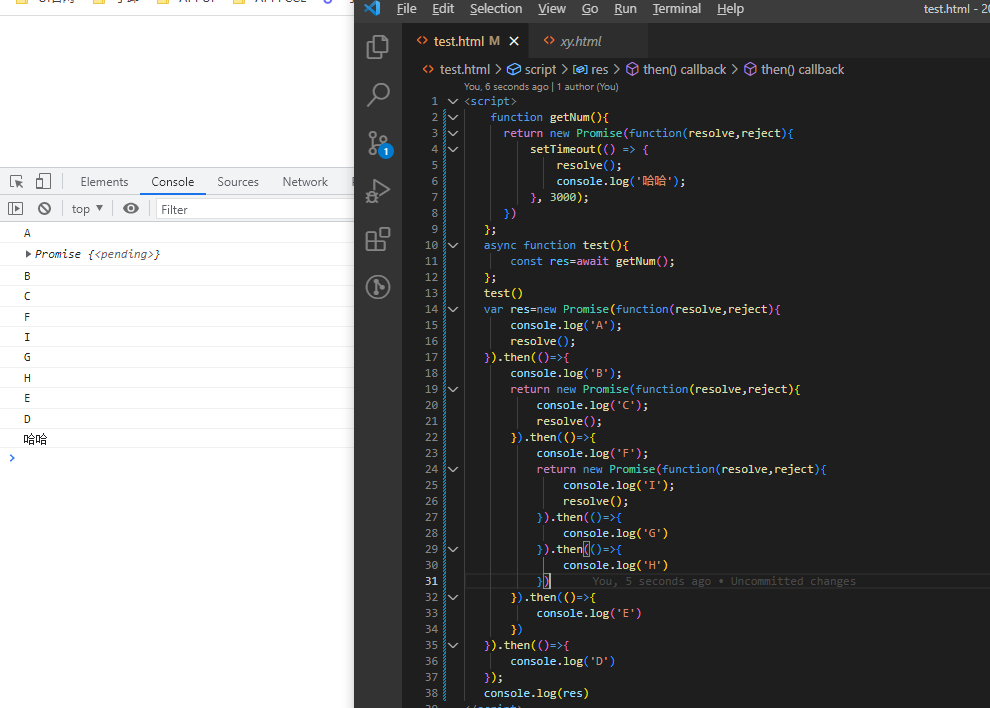 File Edit Selection View Go Run Terminal Help test.html - 20
test.html M xy.html
test.html > script > res > then() callback > then() callback
You, 6 seconds ago | 1 author (You)
1 <script>
2 function getNum(){
3 return new Promise(function(resolve,reject){
4 setTimeout(() => {
5 resolve();
6 console.log('哈哈');
7 }, 3000);
8 })
9 };
10 async function test(){
11 const res=await getNum();
12 };
13 test()
14 var res=new Promise(function(resolve,reject){
15 console.log('A');
16 resolve();
17 }).then(()=>{
18 console.log('B');
19 return new Promise(function(resolve,reject){
20 console.log('C');
21 resolve();
22 }).then(()=>{
23 console.log('F');
24 return new Promise(function(resolve,reject){
25 console.log('I');
26 resolve();
27 }).then(()=>{
28 console.log('G')
29 }).then(()=>{
30 console.log('H')
31 }) You, 5 seconds ago • Uncommitted changes
32 }).then(()=>{
33 console.log('E')
34 })
35 }).then(()=>{
36 console.log('D')
37 });
38 console.log(res)
1
Elements Console Sources Network
top Filter
A
Promise {<pending>}
B
C
F
I
G
H
E
D
哈哈